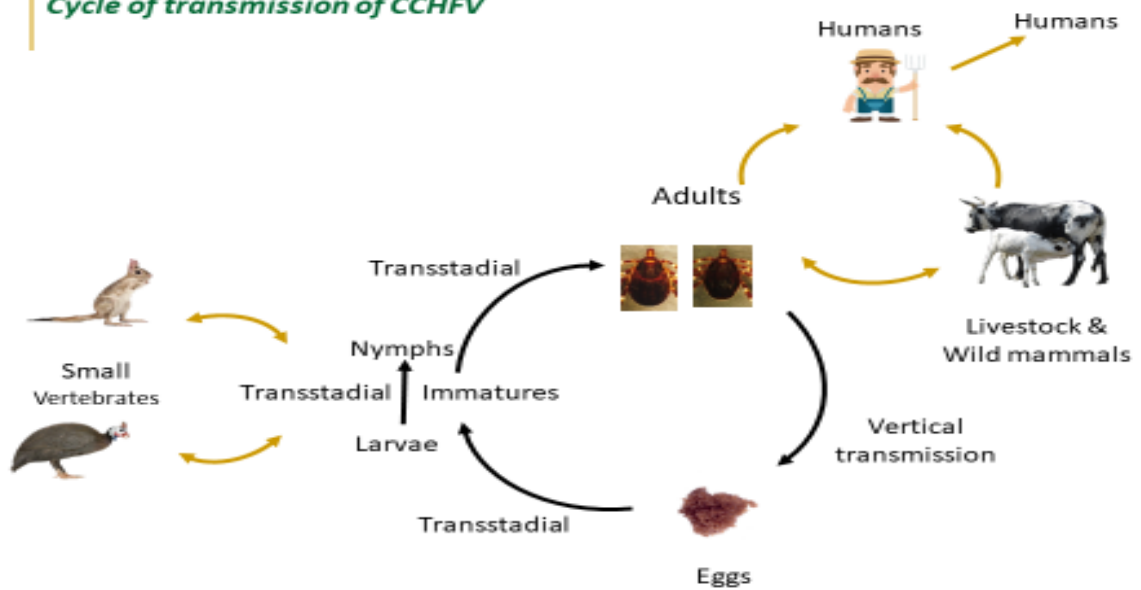 Cycle of transmission of CCHFV
Humans
Humans
Adults
Transstadial
Livestock &
Wild mammals
Nymphs
Small
Vertebrates
Transstadial
Immatures
Larvae
Vertical
transmission
Transstadial
Eggs